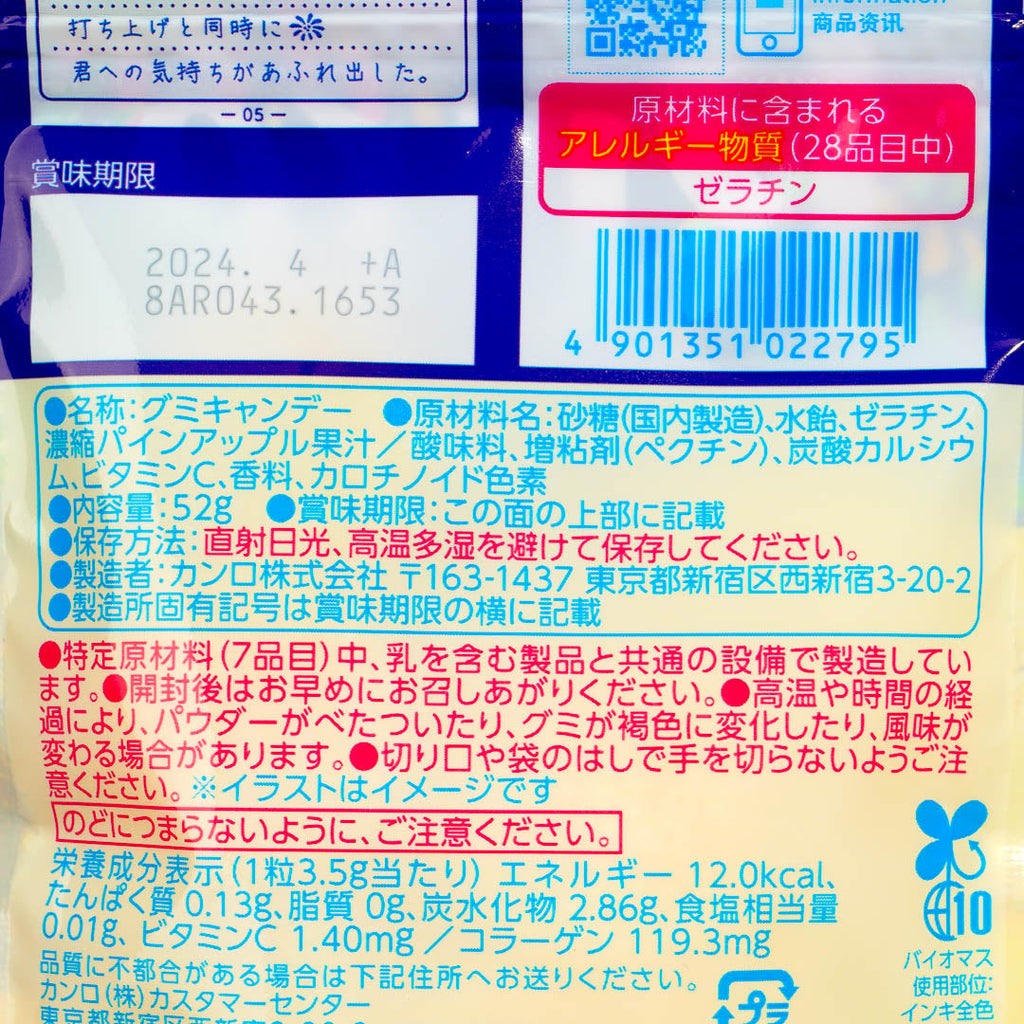 打ち上げと同時に
君への気持ちがあふれ出した。
— 05 —
商品资讯
原材料に含まれる
アレルギー物質(28品目中)
ゼラチン
賞味期限
2024. 4 +A
8ARO43.1653
4 901351 022795
●名称:グミキャンデー ●原材料名:砂糖(国内製造)、水飴、ゼラチン、
濃縮パインアップル果汁/酸味料、増粘剤(ペクチン)、炭酸カルシウ
ム、ビタミンC、香料、カロチノイド色素
●内容量:52g ●賞味期限:この面の上部に記載
●保存方法:直射日光、高温多湿を避けて保存してください。
●製造者:カンロ株式会社 〒163-1437 東京都新宿区西新宿3-20-2
●製造所固有記号は賞味期限の横に記載
●特定原材料(7品目)中、乳を含む製品と共通の設備で製造してい
ます。●開封後はお早めにお召しあがりください。●高温や時間の経
過により、パウダーがべたついたり、グミが褐色に変化したり、風味が
変わる場合があります。●切り口や袋のはしで手を切らないようご注
意ください。※イラストはイメージです
のどにつまらないように、ご注意ください。
栄養成分表示(1粒3.5g当たり) エネルギー 12.0kcal、
たんぱく質 0.13g、脂質 0g、炭水化物 2.86g、食塩相当量
0.01g、ビタミンC 1.40mg/コラーゲン 119.3mg
品質に不都合がある場合は下記住所へお送りください。
カンロ(株)カスタマーセンター
10
バイオマス
使用部位:
インキ全色
プラ